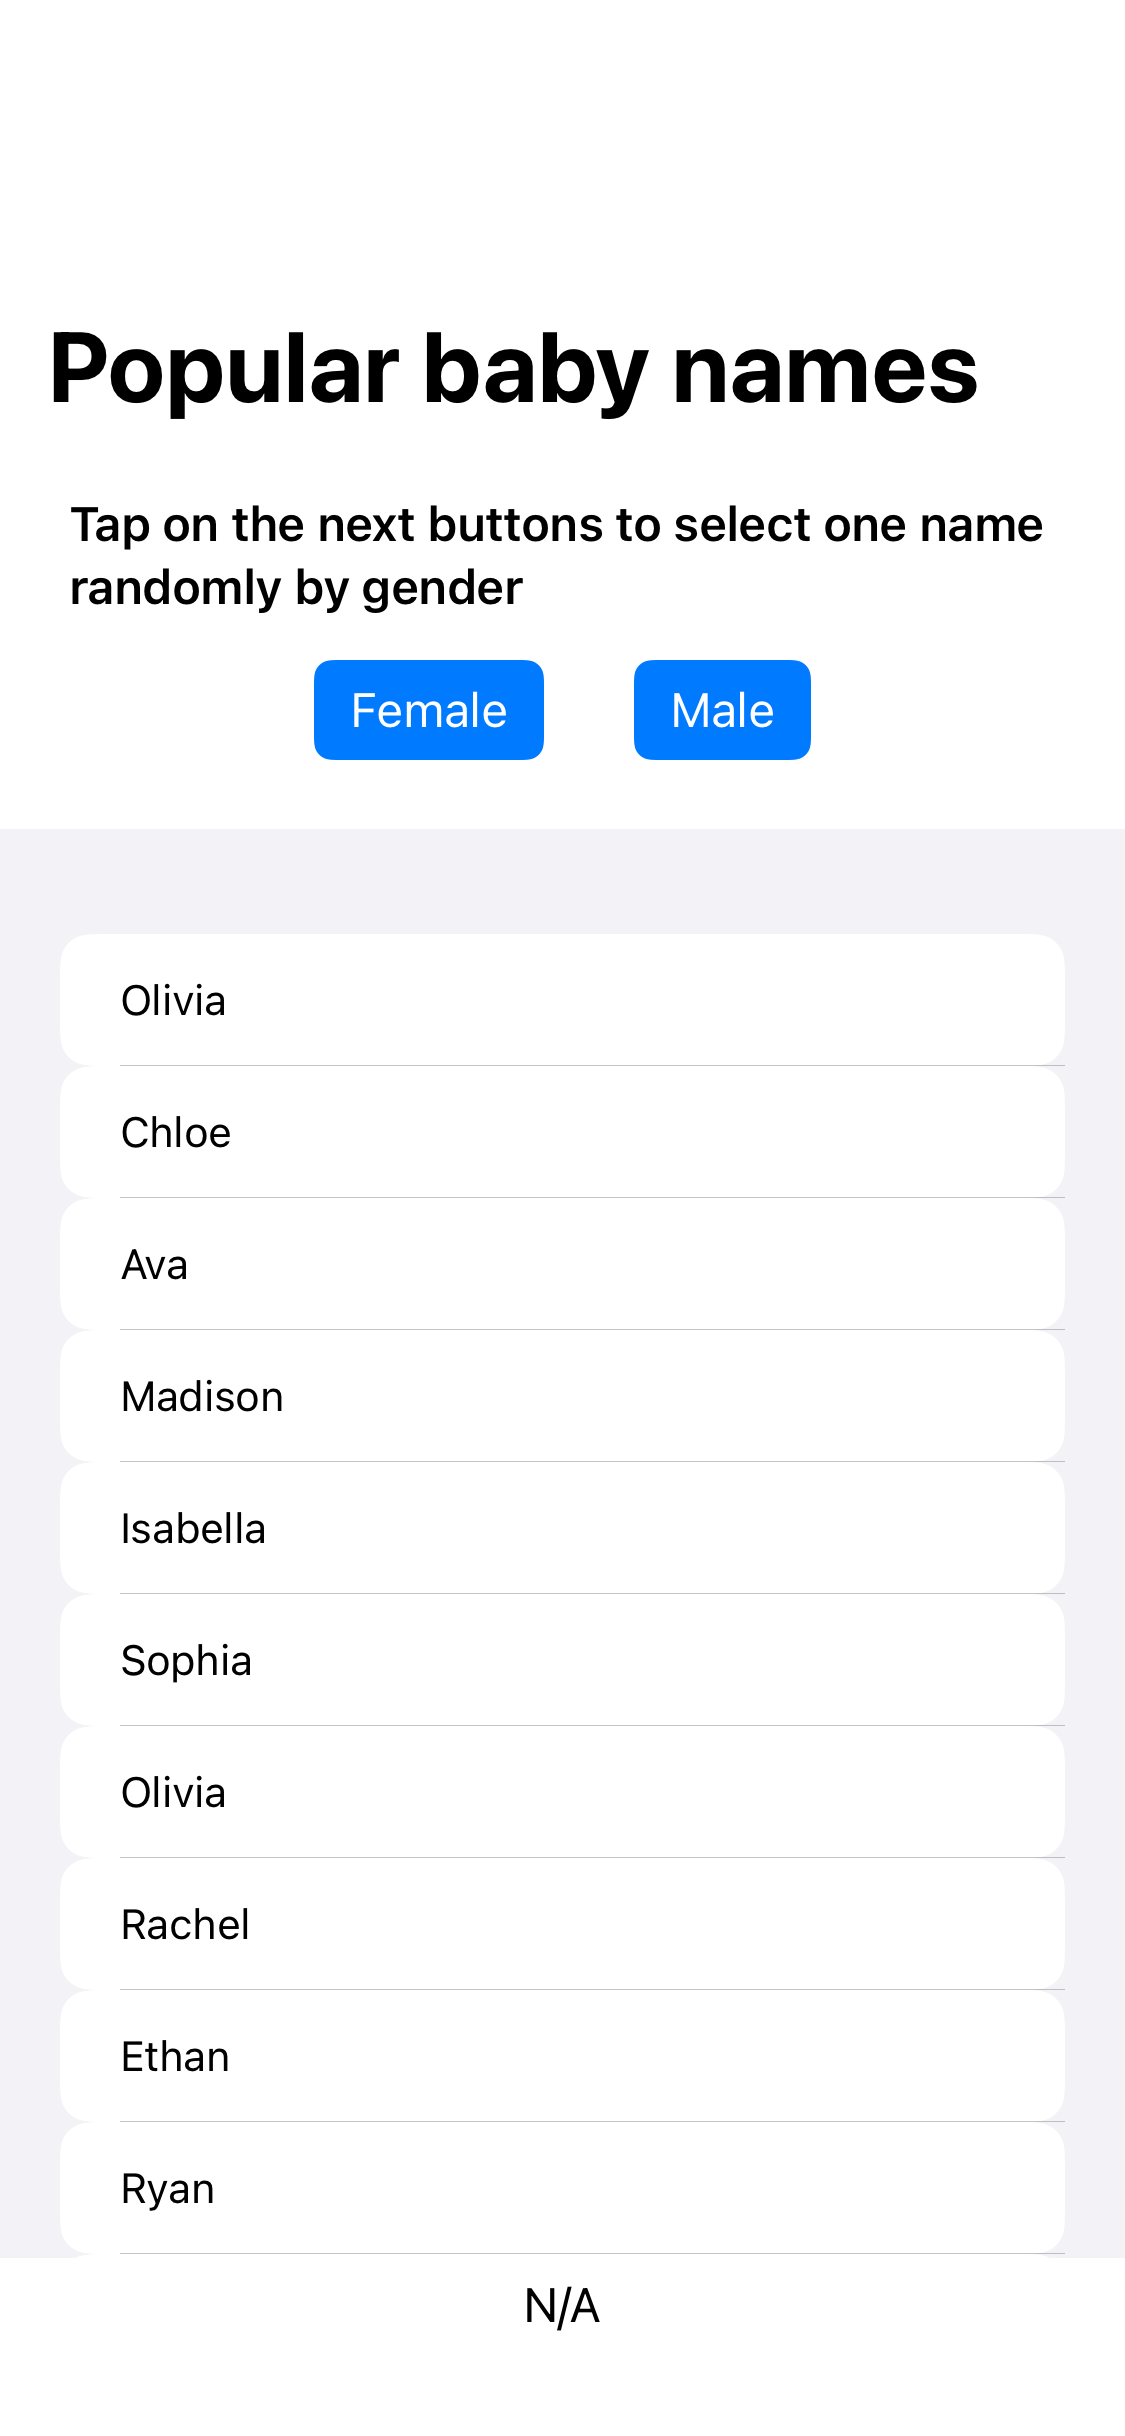 Popular baby names
Tap on the next buttons to select one name
randomly by gender
Female
Male
Olivia
Chloe
Ava
Madison
Isabella
Sophia
Olivia
Rachel
Ethan
Ryan
N/A